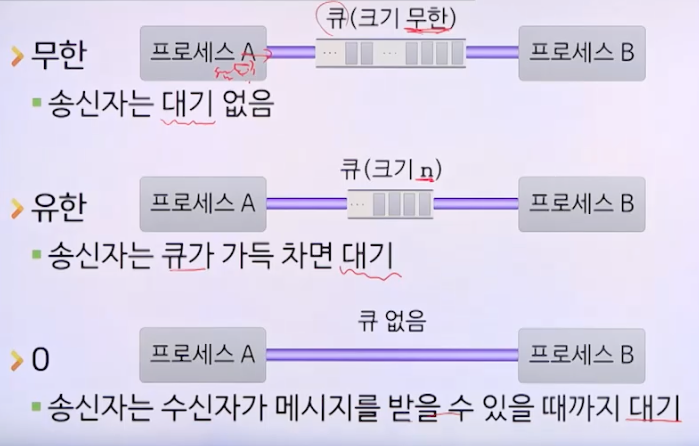 큐(크기 무한)
무한
프로세스 A
프로세스 B
송신자는 대기 없음
큐(크기 n)
유한
프로세스 A
프로세스 B
송신자는 큐가 가득 차면 대기
큐 없음
0
프로세스 A
프로세스 B
송신자는 수신자가 메시지를 받을 수 있을 때까지 대기